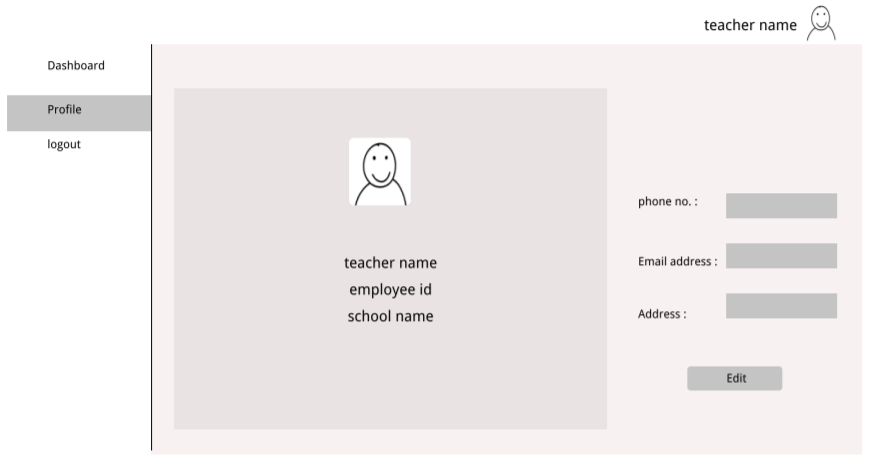 teacher name
Dashboard
Profile
logout
teacher name
employee id
school name
phone no. :
Email address :
Address :
Edit